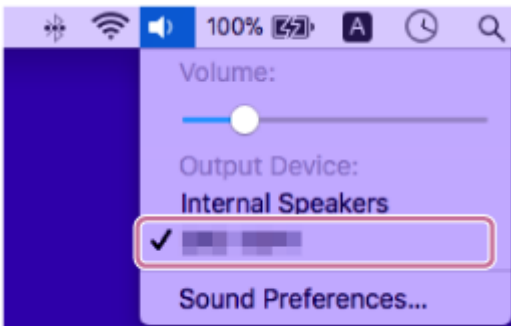 100% A
Volume:
Output Device:
Internal Speakers
Sound Preferences...